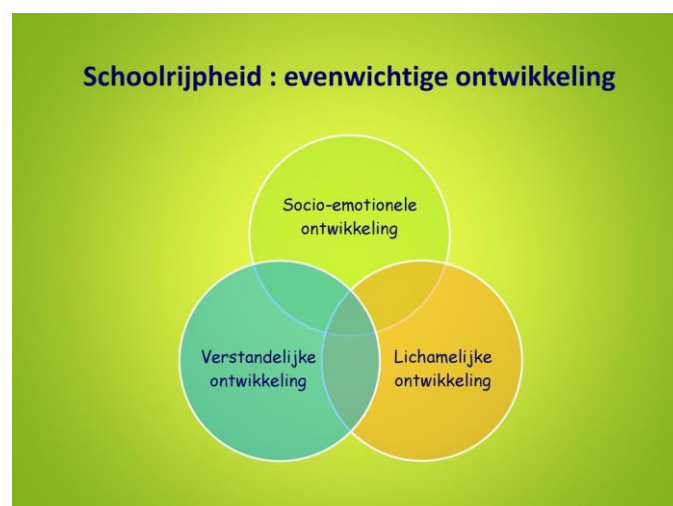 Schoolrijpheid : evenwichtige ontwikkeling
Socio-emotionele
ontwikkeling
Verstandelijke
ontwikkeling
Lichamelijke
ontwikkeling